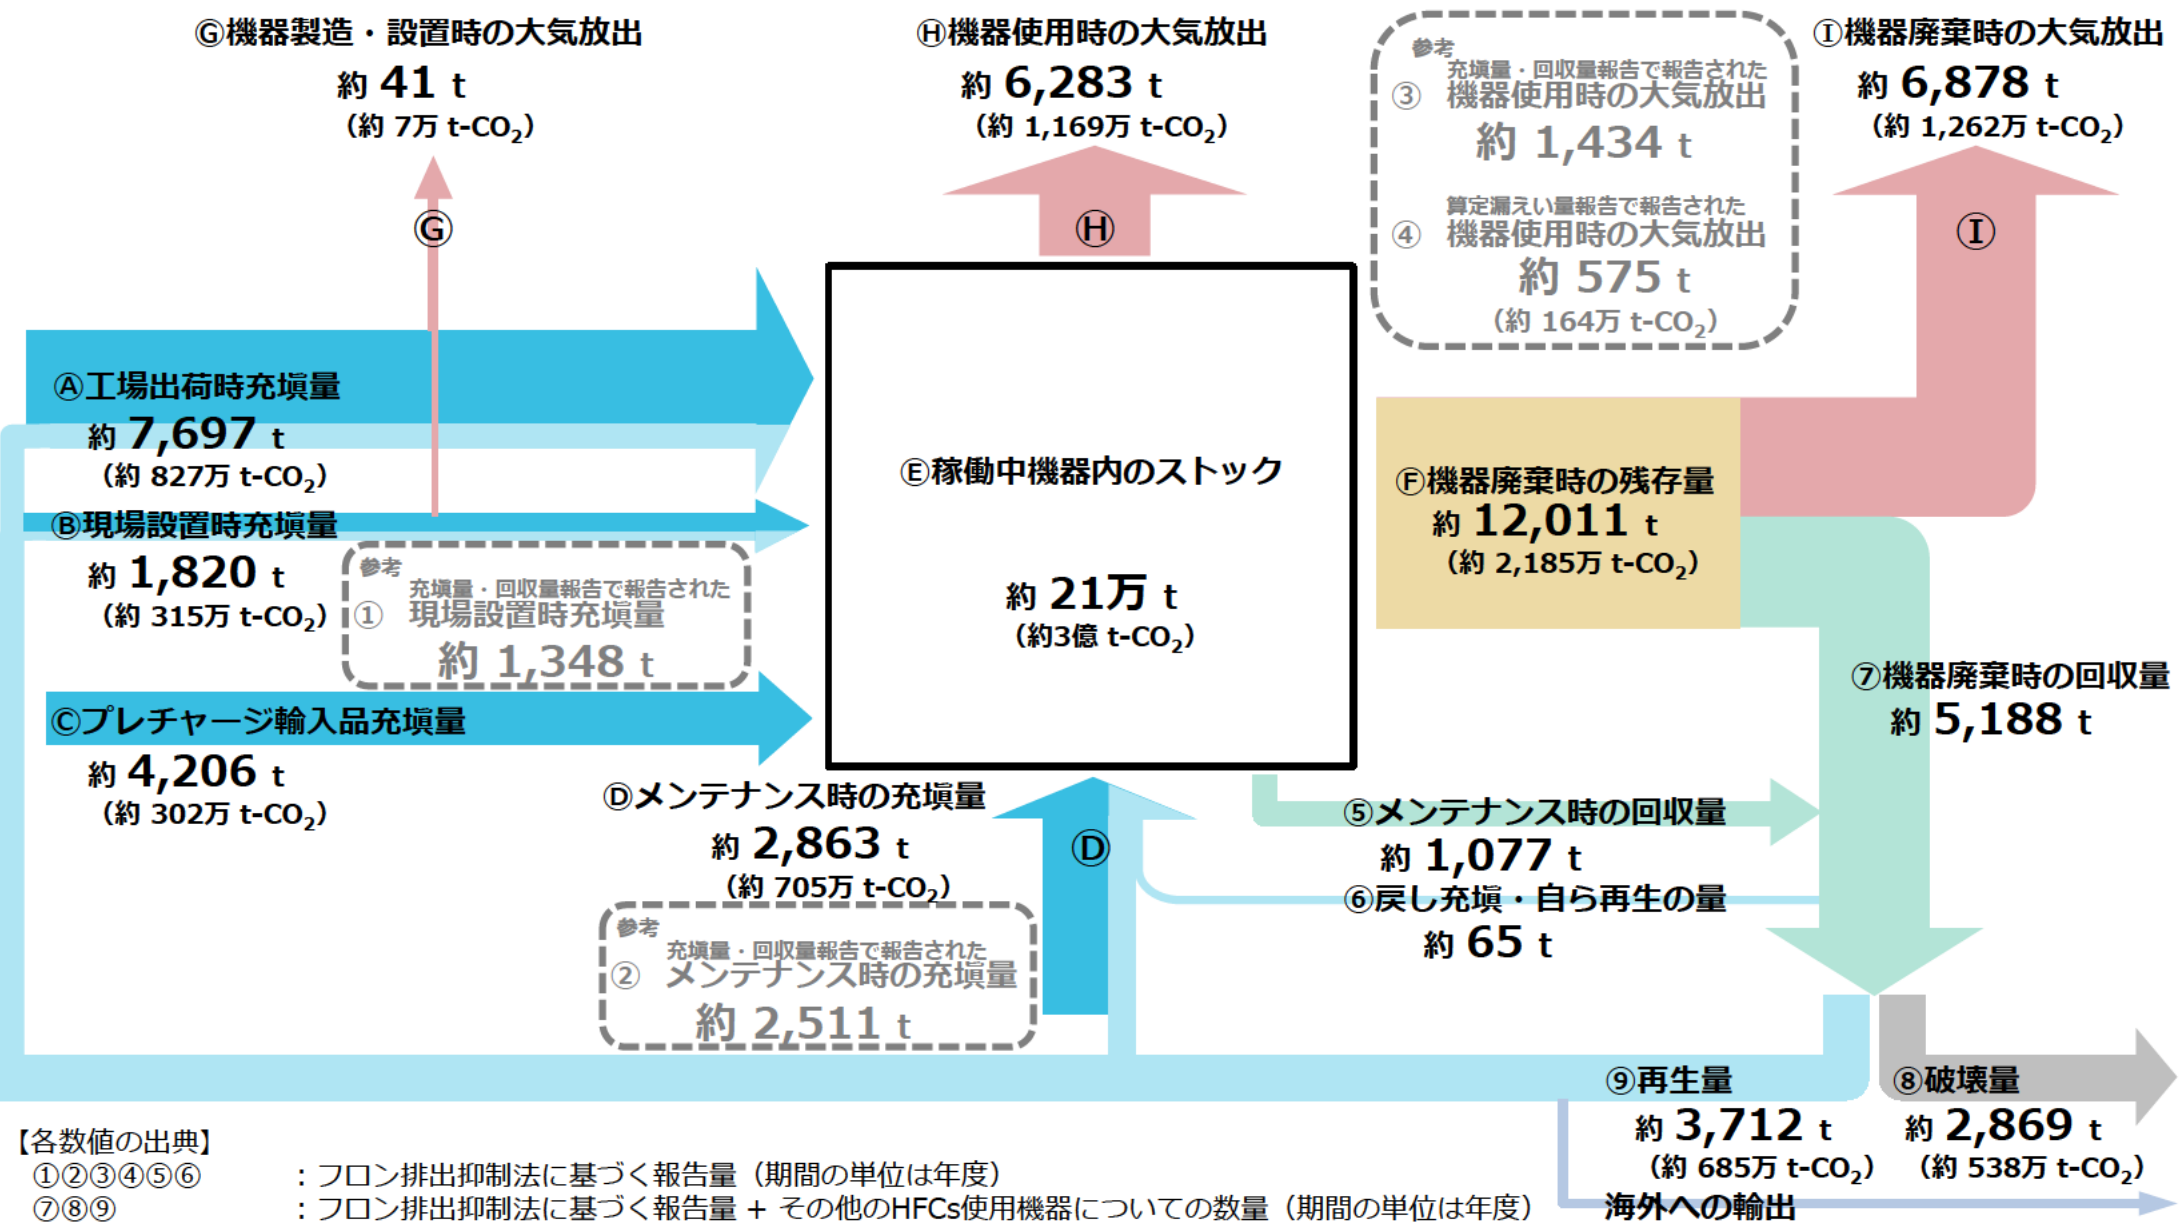 Ⓖ機器製造・設置時の大気放出
約 41 t
（約 7万 t-CO₂）
Ⓖ
Ⓗ機器使用時の大気放出
約 6,283 t
（約 1,169万 t-CO₂）
Ⓗ
参考
充塡量・回収量報告で報告された
③ 機器使用時の大気放出
約 1,434 t
算定漏えい量報告で報告された
④ 機器使用時の大気放出
約 575 t
（約 164万 t-CO₂）
Ⓘ機器廃棄時の大気放出
約 6,878 t
（約 1,262万 t-CO₂）
Ⓘ
Ⓐ工場出荷時充塡量
約 7,697 t
（約 827万 t-CO₂）
Ⓑ現場設置時充塡量
約 1,820 t
（約 315万 t-CO₂）
参考
充塡量・回収量報告で報告された
① 現場設置時充塡量
約 1,348 t
Ⓒプレチャージ輸入品充塡量
約 4,206 t
（約 302万 t-CO₂）
Ⓔ稼働中機器内のストック
約 21万 t
（約3億 t-CO₂）
Ⓕ機器廃棄時の残存量
約 12,011 t
（約 2,185万 t-CO₂）
⑦機器廃棄時の回収量
約 5,188 t
Ⓓメンテナンス時の充塡量
約 2,863 t
（約 705万 t-CO₂）
Ⓓ
参考
充塡量・回収量報告で報告された
② メンテナンス時の充塡量
約 2,511 t
⑤メンテナンス時の回収量
約 1,077 t
⑥戻し充塡・自ら再生の量
約 65 t
⑨再生量
約 3,712 t
（約 685万 t-CO₂）
⑧破壊量
約 2,869 t
（約 538万 t-CO₂）
海外への輸出
【各数値の出典】
①②③④⑤⑥ ：フロン排出抑制法に基づく報告量（期間の単位は年度）
⑦⑧⑨ ：フロン排出抑制法に基づく報告量 + その他のHFCs使用機器についての数量（期間の単位は年度）